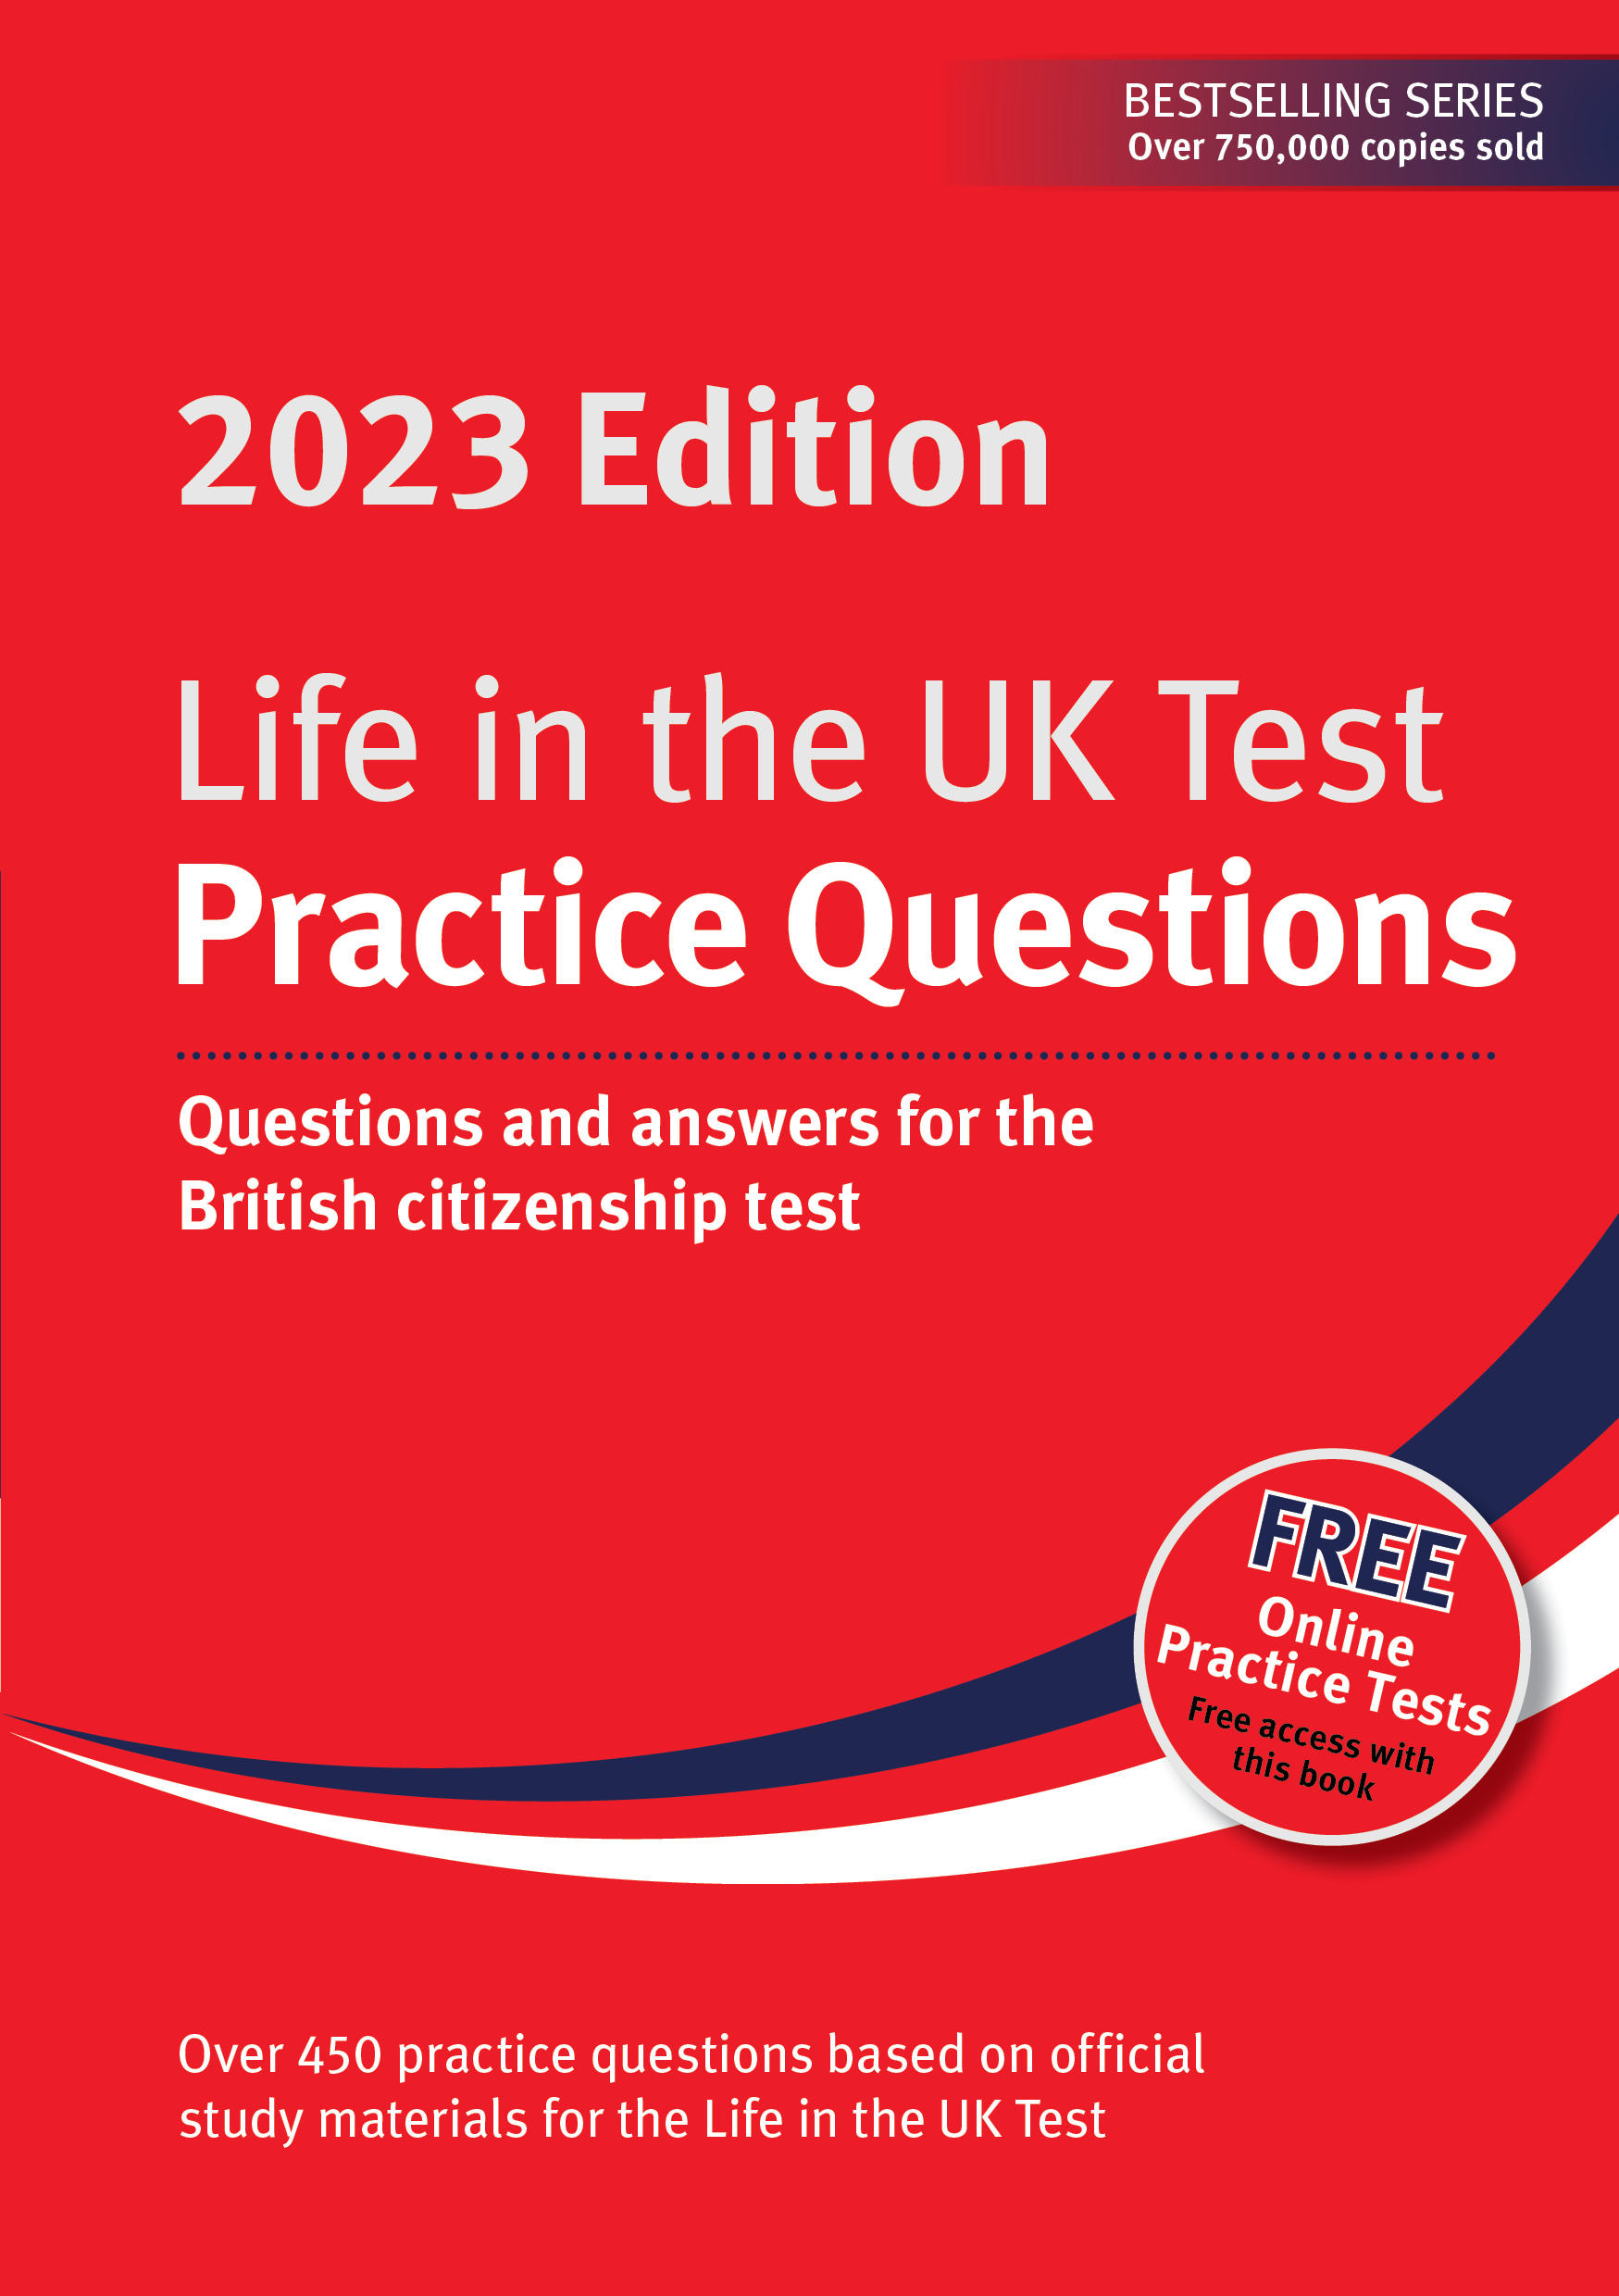 BESTSELLING SERIES
Over 750,000 copies sold
2023 Edition
Life in the UK Test
Practice Questions
Questions and answers for the
British citizenship test
FREE
Online
Practice Tests
Free access with
this book
Over 450 practice questions based on official
study materials for the Life in the UK Test